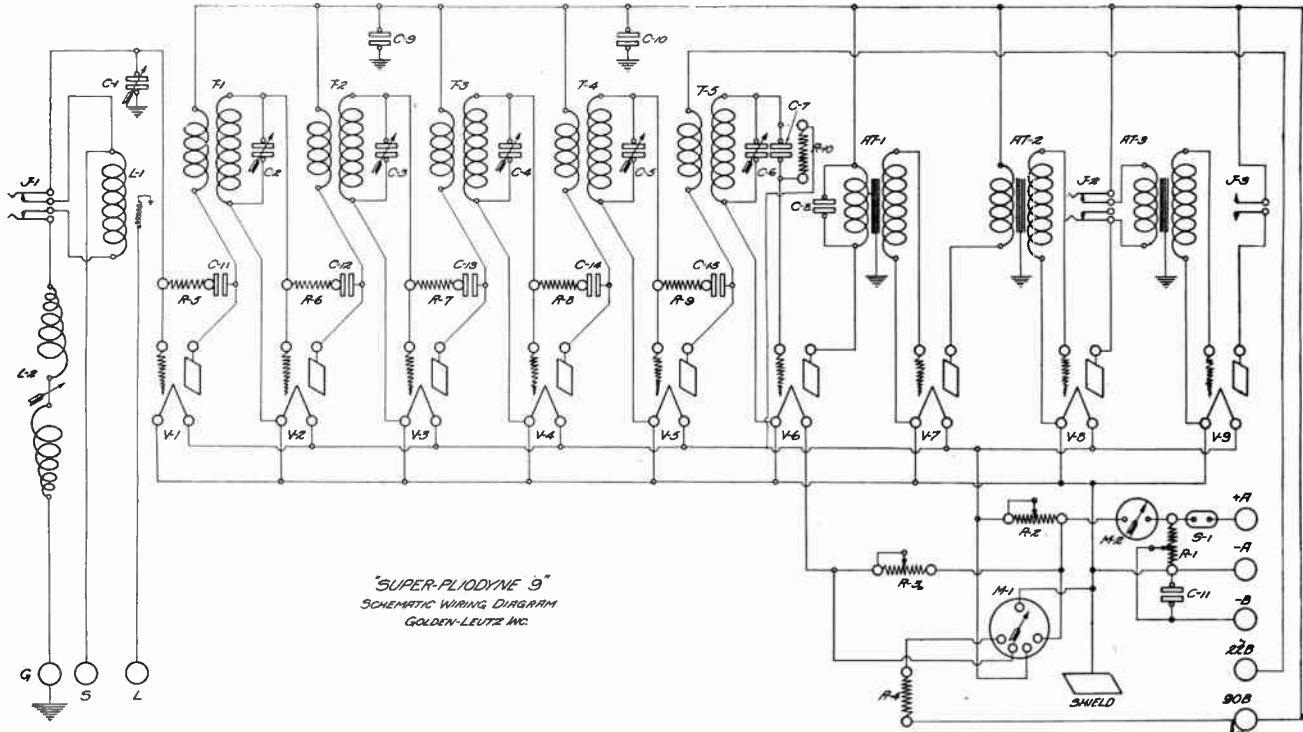 C-9
C-10
C-1
T-1
T-2
T-3
T-4
T-5
C-7
R-10
AT-1
AT-2
AT-3
J-1
L-1
C-2
C-3
C-4
C-5
C-6
C-8
J-2
J-3
C-11
C-12
C-13
C-14
C-15
R-5
R-6
R-7
R-8
R-9
L-2
V-1
V-2
V-3
V-4
V-5
V-6
V-7
V-8
V-9
R-2
M-2
S-1
+A
R-1
-A
R-3
M-1
C-11
-B
"SUPER-PLIODYNE 9"
SCHEMATIC WIRING DIAGRAM
GOLDEN-LEUTZ INC.
22B
G
S
L
R-4
SHIELD
90B